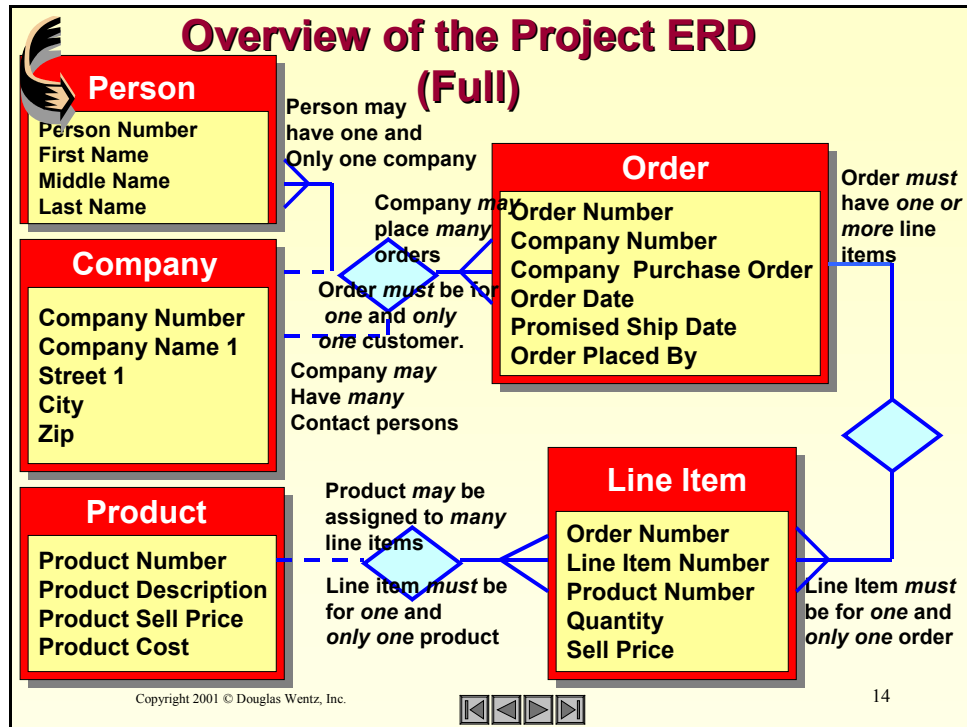 Overview of the Project ERD
(Full)
Person
Person Number
First Name
Middle Name
Last Name
Person may
have one and
Only one company
Company
Company Number
Company Name 1
Street 1
City
Zip
Company may
place many
orders
Order must be for
one and only
one customer.
Company may
Have many
Contact persons
Order
Order Number
Company Number
Company Purchase Order
Order Date
Promised Ship Date
Order Placed By
Order must
have one or
more line
items
Product
Product Number
Product Description
Product Sell Price
Product Cost
Product may be
assigned to many
line items
Line item must be
for one and
only one product
Line Item
Order Number
Line Item Number
Product Number
Quantity
Sell Price
Line Item must
be for one and
only one order
Copyright 2001 © Douglas Wentz, Inc.
14